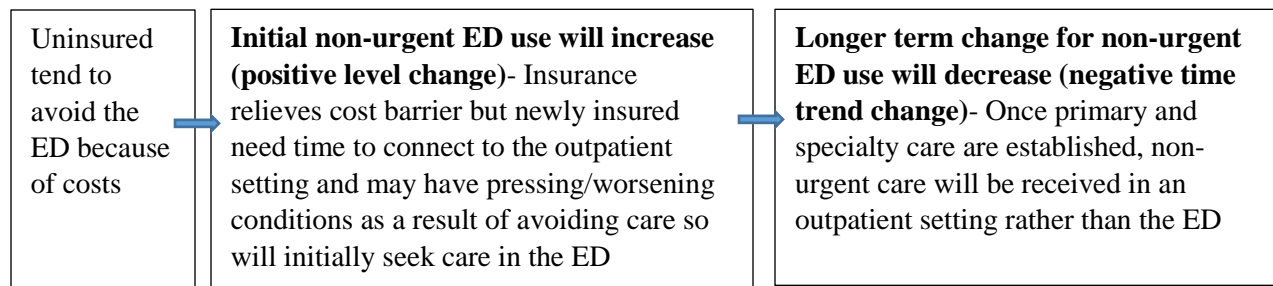 Uninsured
tend to
avoid the
ED because
of costs
Initial non-urgent ED use will increase
(positive level change)- Insurance
relieves cost barrier but newly insured
need time to connect to the outpatient
setting and may have pressing/worsening
conditions as a result of avoiding care so
will initially seek care in the ED
Longer term change for non-urgent
ED use will decrease (negative time
trend change)- Once primary and
specialty care are established, non-
urgent care will be received in an
outpatient setting rather than the ED